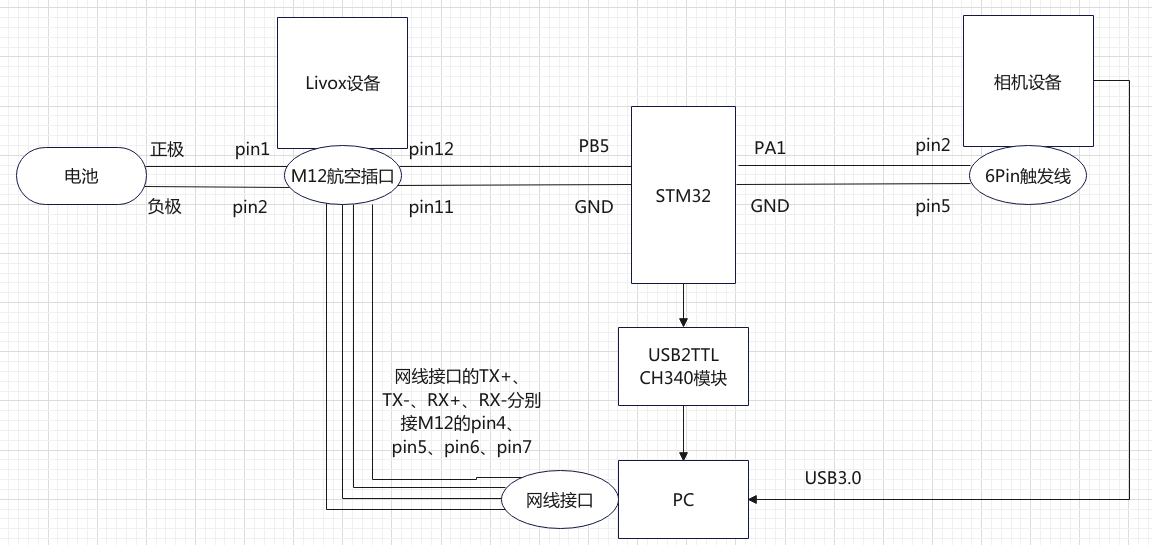 Livox设备
相机设备
正极
pin1
pin12
PB5
PA1
pin2
电池
M12航空插口
STM32
6Pin触发线
负极
pin2
pin11
GND
GND
pin5
USB2TTL
CH340模块
网线接口的TX+、
TX-、RX+、RX-分别
接M12的pin4、
pin5、pin6、pin7
USB3.0
网线接口
PC